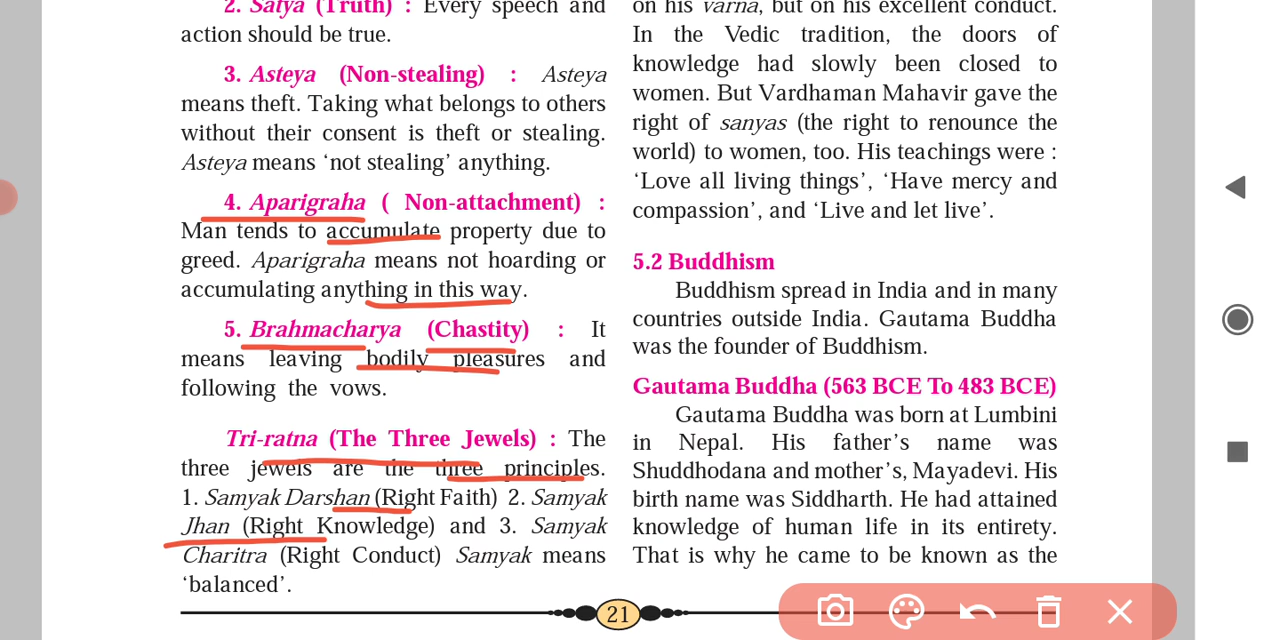 2. Satya (Truth) : Every speech and
action should be true.
3. Asteya (Non-stealing) : Asteya
means theft. Taking what belongs to others
without their consent is theft or stealing.
Asteya means ‘not stealing’ anything.
4. Aparigraha ( Non-attachment) :
Man tends to accumulate property due to
greed. Aparigraha means not hoarding or
accumulating anything in this way.
5. Brahmacharya (Chastity) : It
means leaving bodily pleasures and
following the vows.
Tri-ratna (The Three Jewels) : The
three jewels are the three principles.
1. Samyak Darshan (Right Faith) 2. Samyak
Jhan (Right Knowledge) and 3. Samyak
Charitra (Right Conduct) Samyak means
‘balanced’.
on his varna, but on his excellent conduct.
In the Vedic tradition, the doors of
knowledge had slowly been closed to
women. But Vardhaman Mahavir gave the
right of sanyas (the right to renounce the
world) to women, too. His teachings were :
‘Love all living things’, ‘Have mercy and
compassion’, and ‘Live and let live’.
5.2 Buddhism
Buddhism spread in India and in many
countries outside India. Gautama Buddha
was the founder of Buddhism.
Gautama Buddha (563 BCE To 483 BCE)
Gautama Buddha was born at Lumbini
in Nepal. His father’s name was
Shuddhodana and mother’s, Mayadevi. His
birth name was Siddharth. He had attained
knowledge of human life in its entirety.
That is why he came to be known as the
21